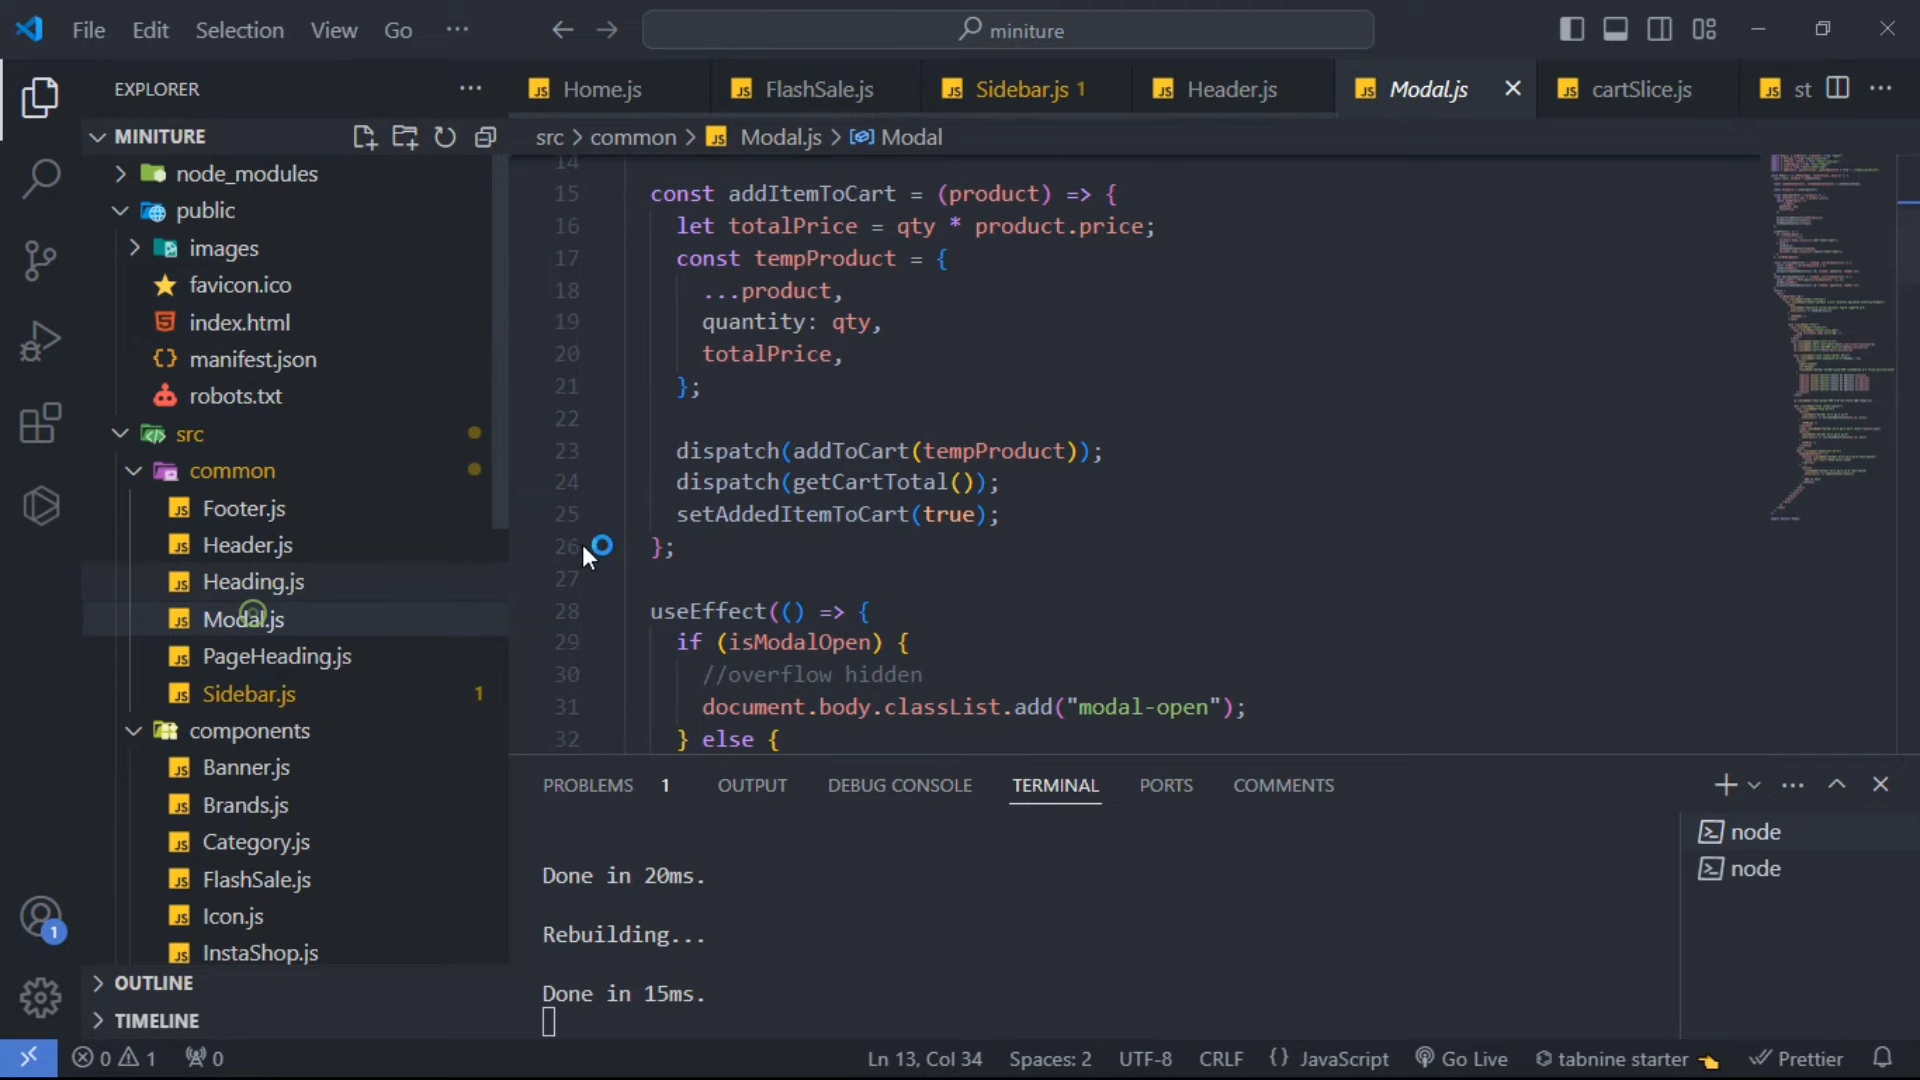 File Edit Selection View Go ···
miniture
EXPLORER ···
Home.js FlashSale.js Sidebar.js 1 Header.js Modal.js cartSlice.js st ···
MINITURE
src > common > JS Modal.js > Modal
node_modules
public
images
favicon.ico
index.html
manifest.json
robots.txt
src
common
Footer.js
Header.js
Heading.js
Modal.js
PageHeading.js
Sidebar.js 1
components
Banner.js
Brands.js
Category.js
FlashSale.js
Icon.js
InstaShop.js
OUTLINE
TIMELINE
14
15 const addItemToCart = (product) => {
16 let totalPrice = qty * product.price;
17 const tempProduct = {
18 ...product,
19 quantity: qty,
20 totalPrice,
21 };
22
23 dispatch(addToCart(tempProduct));
24 dispatch(getCartTotal());
25 setAddedItemToCart(true);
26 };
27
28 useEffect(() => {
29 if (isModalOpen) {
30 //overflow hidden
31 document.body.classList.add("modal-open");
32 } else {
PROBLEMS 1 OUTPUT DEBUG CONSOLE TERMINAL PORTS COMMENTS
Done in 20ms.
Rebuilding...
Done in 15ms.
node
node
1
0 1 0 Ln 13, Col 34 Spaces: 2 UTF-8 CRLF {} JavaScript Go Live tabnine starter Prettier